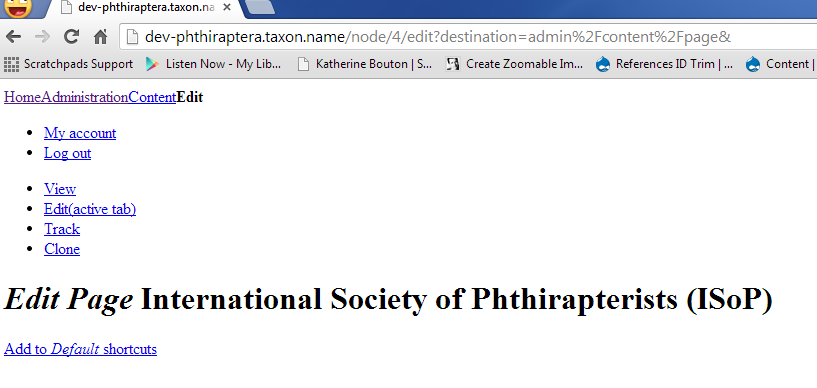 dev-phthiraptera.taxon.na
dev-phthiraptera.taxon.name/node/4/edit?destination=admin%2Fcontent%2Fpage&
Scratchpads Support Listen Now - My Lib... Katherine Bouton | S... Create Zoomable Im... References ID Trim | ... Content |
HomeAdministrationContentEdit
My account
Log out
View
Edit(active tab)
Track
Clone
Edit Page International Society of Phthirapterists (ISoP)
Add to Default shortcuts